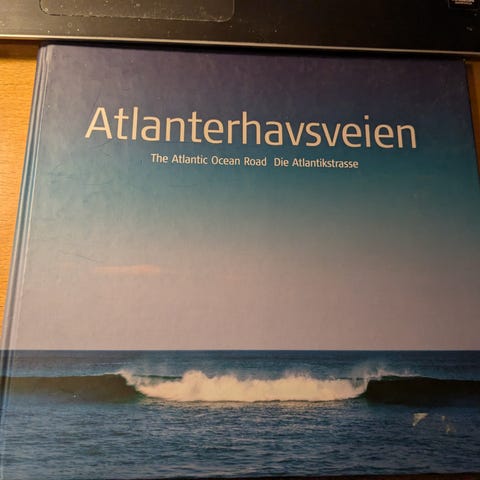 Atlanterhavsveien
The Atlantic Ocean Road Die Atlantikstrasse